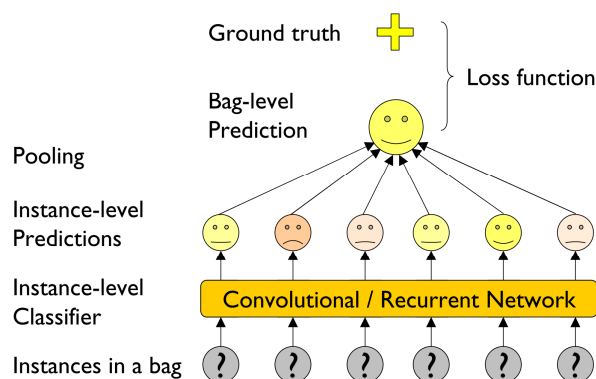 Ground truth
Loss function
Bag-level
Prediction
Pooling
Instance-level
Predictions
Instance-level
Classifier
Convolutional / Recurrent Network
Instances in a bag
? ? ? ? ? ?